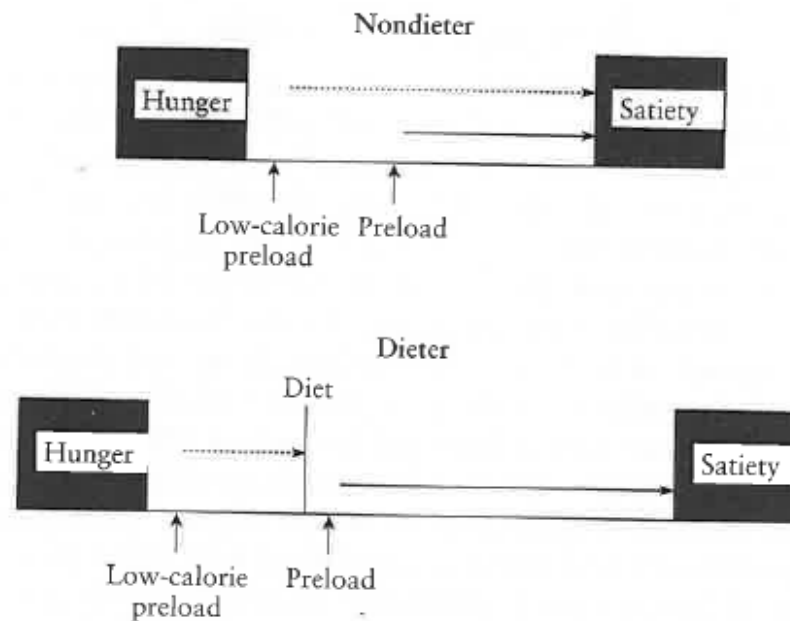 Nondieter
Hunger
Satiety
Low-calorie Preload
preload
Dieter
Diet
Hunger
Satiety
Low-calorie Preload
preload